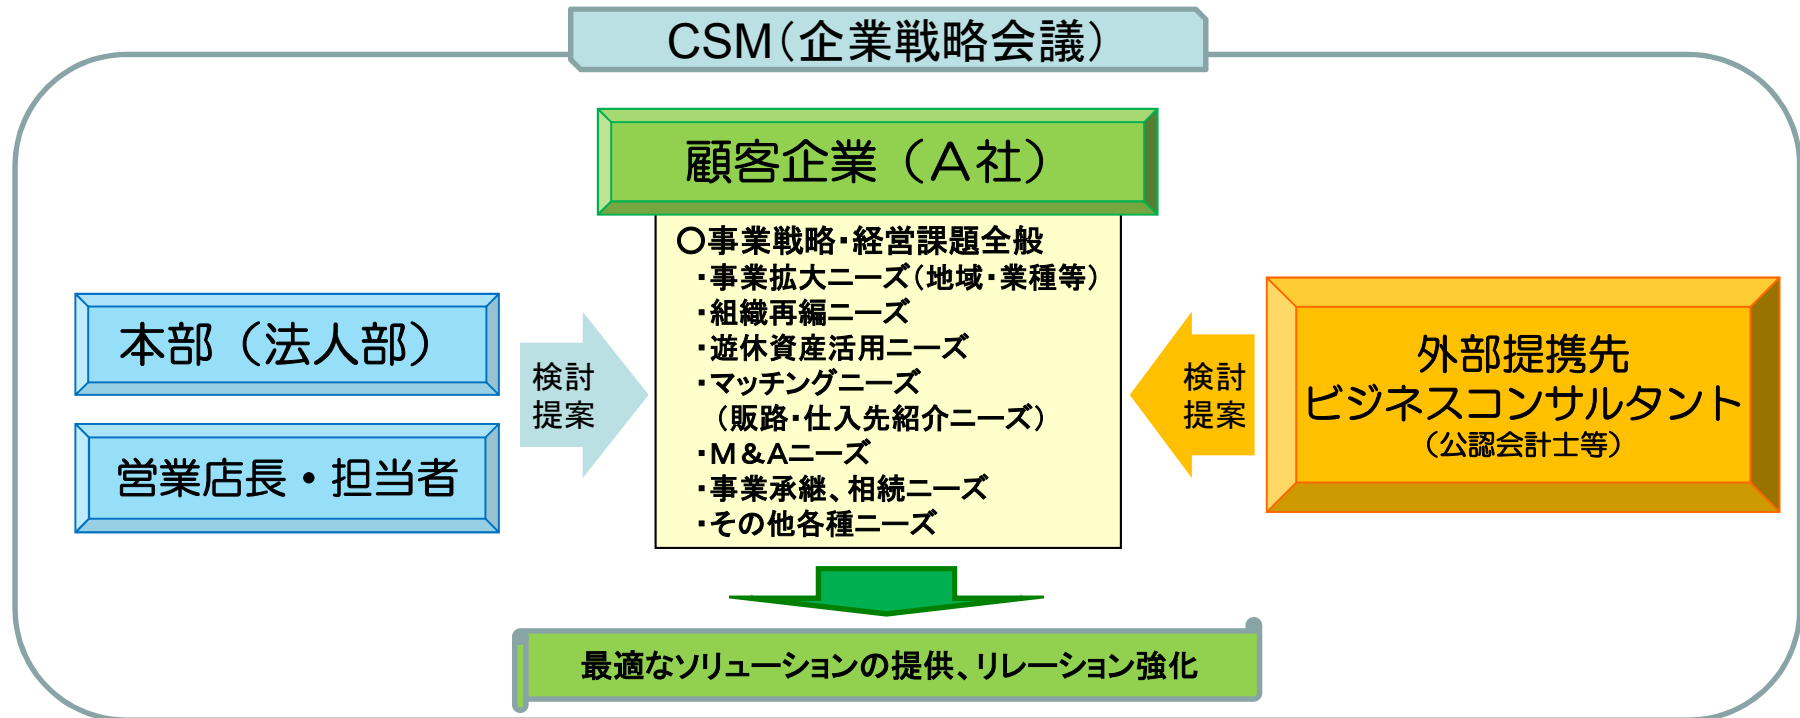 CSM(企業戦略会議)
顧客企業（Ａ社）
○事業戦略・経営課題全般
・事業拡大ニーズ(地域・業種等)
・組織再編ニーズ
・遊休資産活用ニーズ
・マッチングニーズ
(販路・仕入先紹介ニーズ)
・Ｍ＆Ａニーズ
・事業承継、相続ニーズ
・その他各種ニーズ
本部（法人部）
営業店長・担当者
検討
提案
検討
提案
外部提携先
ビジネスコンサルタント
(公認会計士等)
最適なソリューションの提供、リレーション強化